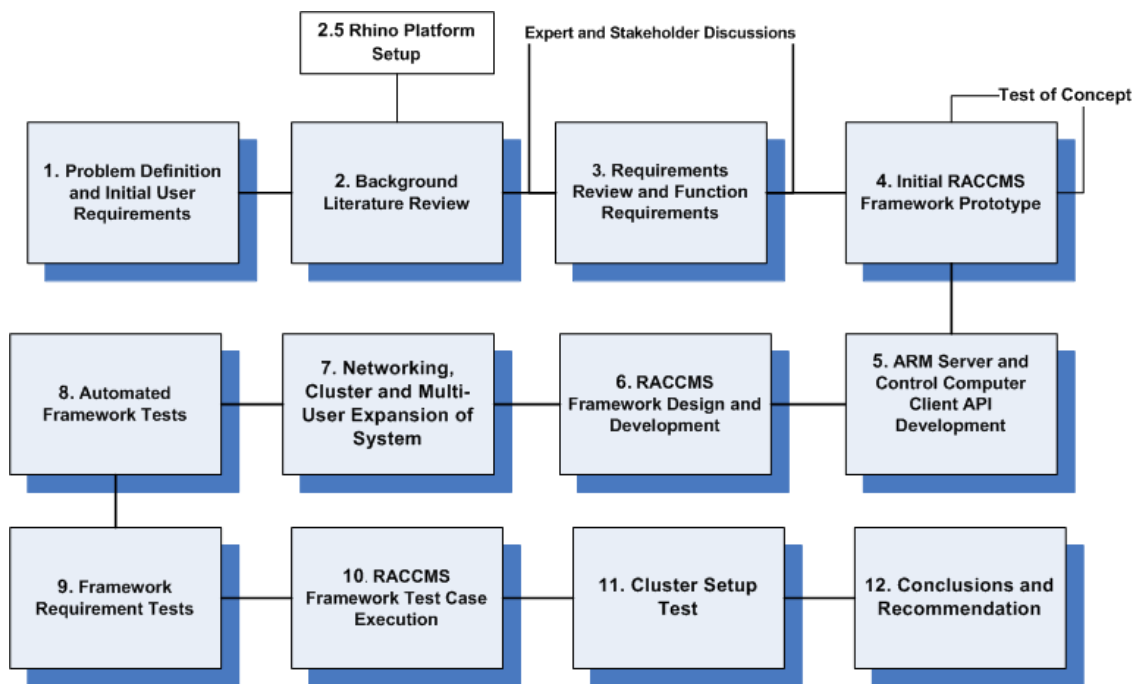 2.5 Rhino Platform
Setup
Expert and Stakeholder Discussions
Test of Concept
1. Problem Definition
and Initial User
Requirements
2. Background
Literature Review
3. Requirements
Review and Function
Requirements
4. Initial RACCMS
Framework Prototype
8. Automated
Framework Tests
7. Networking,
Cluster and Multi-
User Expansion of
System
6. RACCMS
Framework Design and
Development
5. ARM Server and
Control Computer
Client API
Development
9. Framework
Requirement Tests
10. RACCMS
Framework Test Case
Execution
11. Cluster Setup
Test
12. Conclusions and
Recommendation